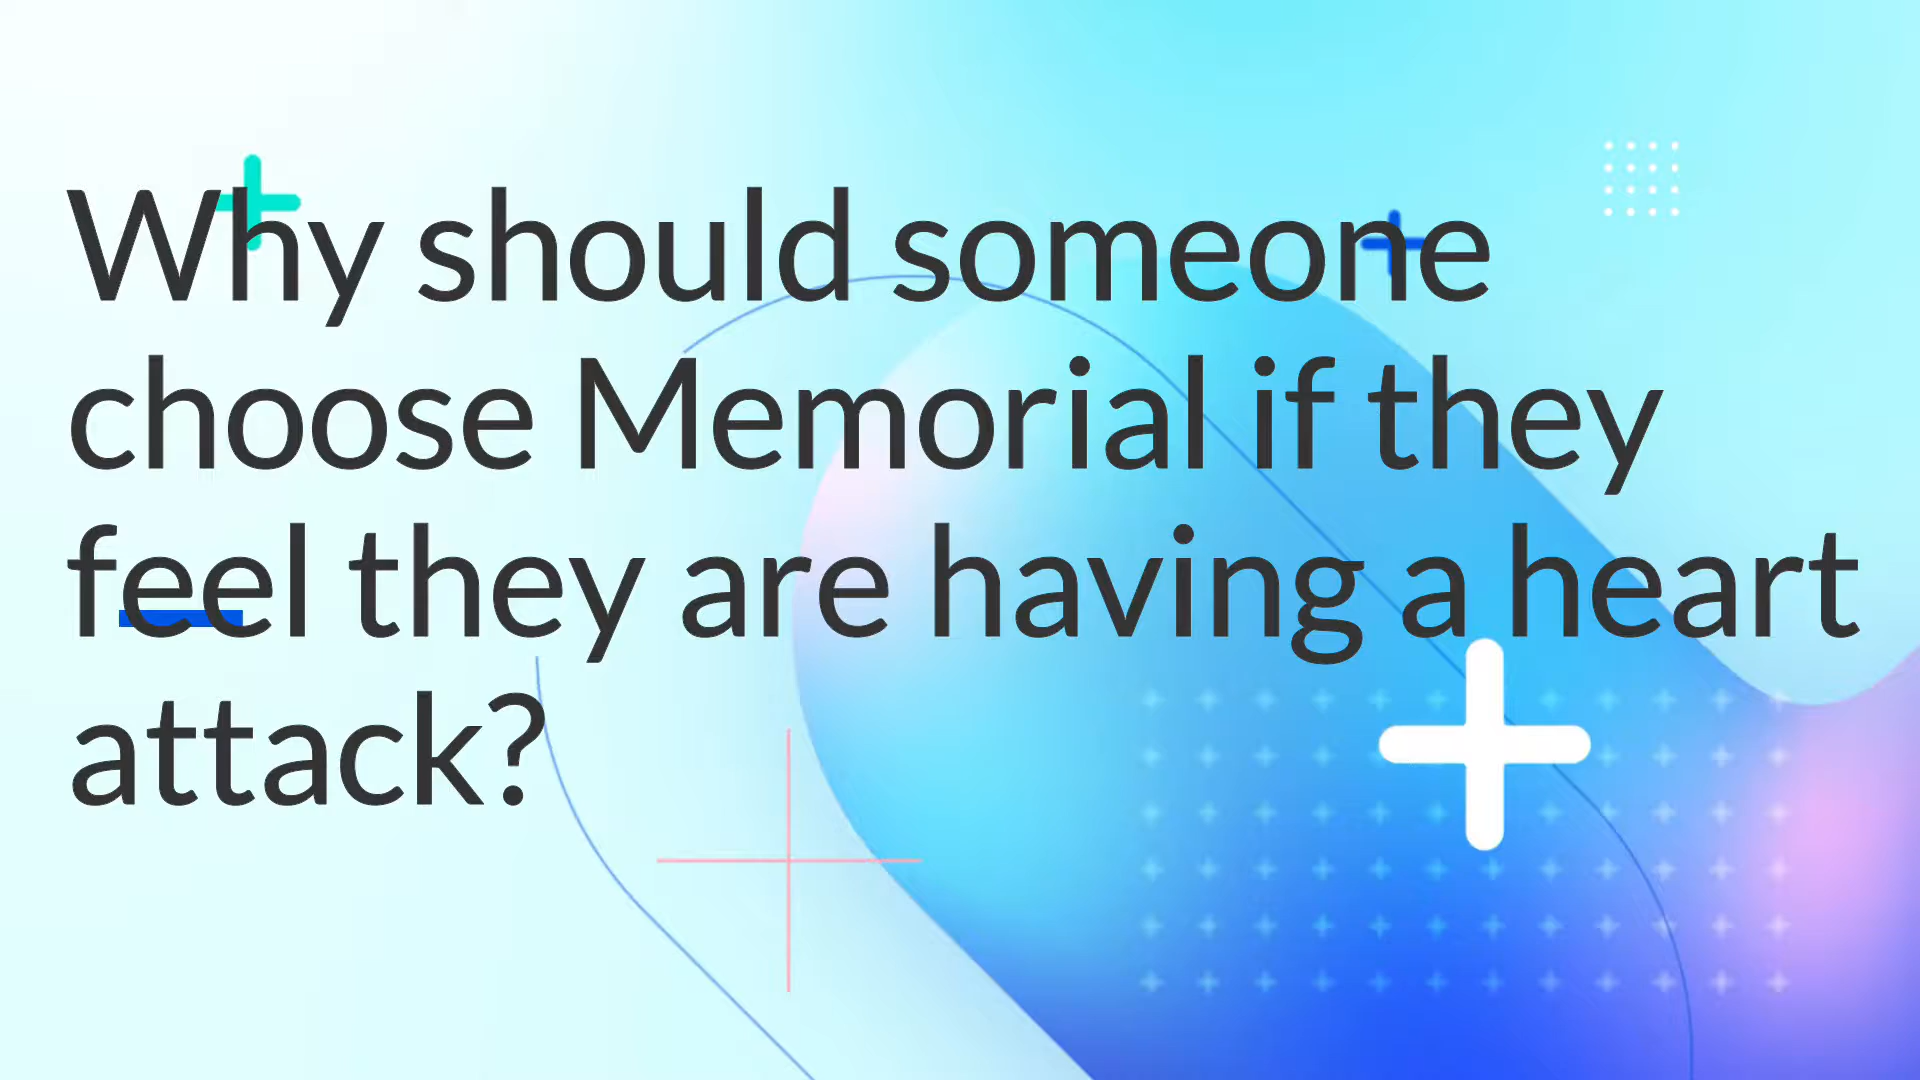 Why should someone
choose Memorial if they
feel they are having a heart
attack?